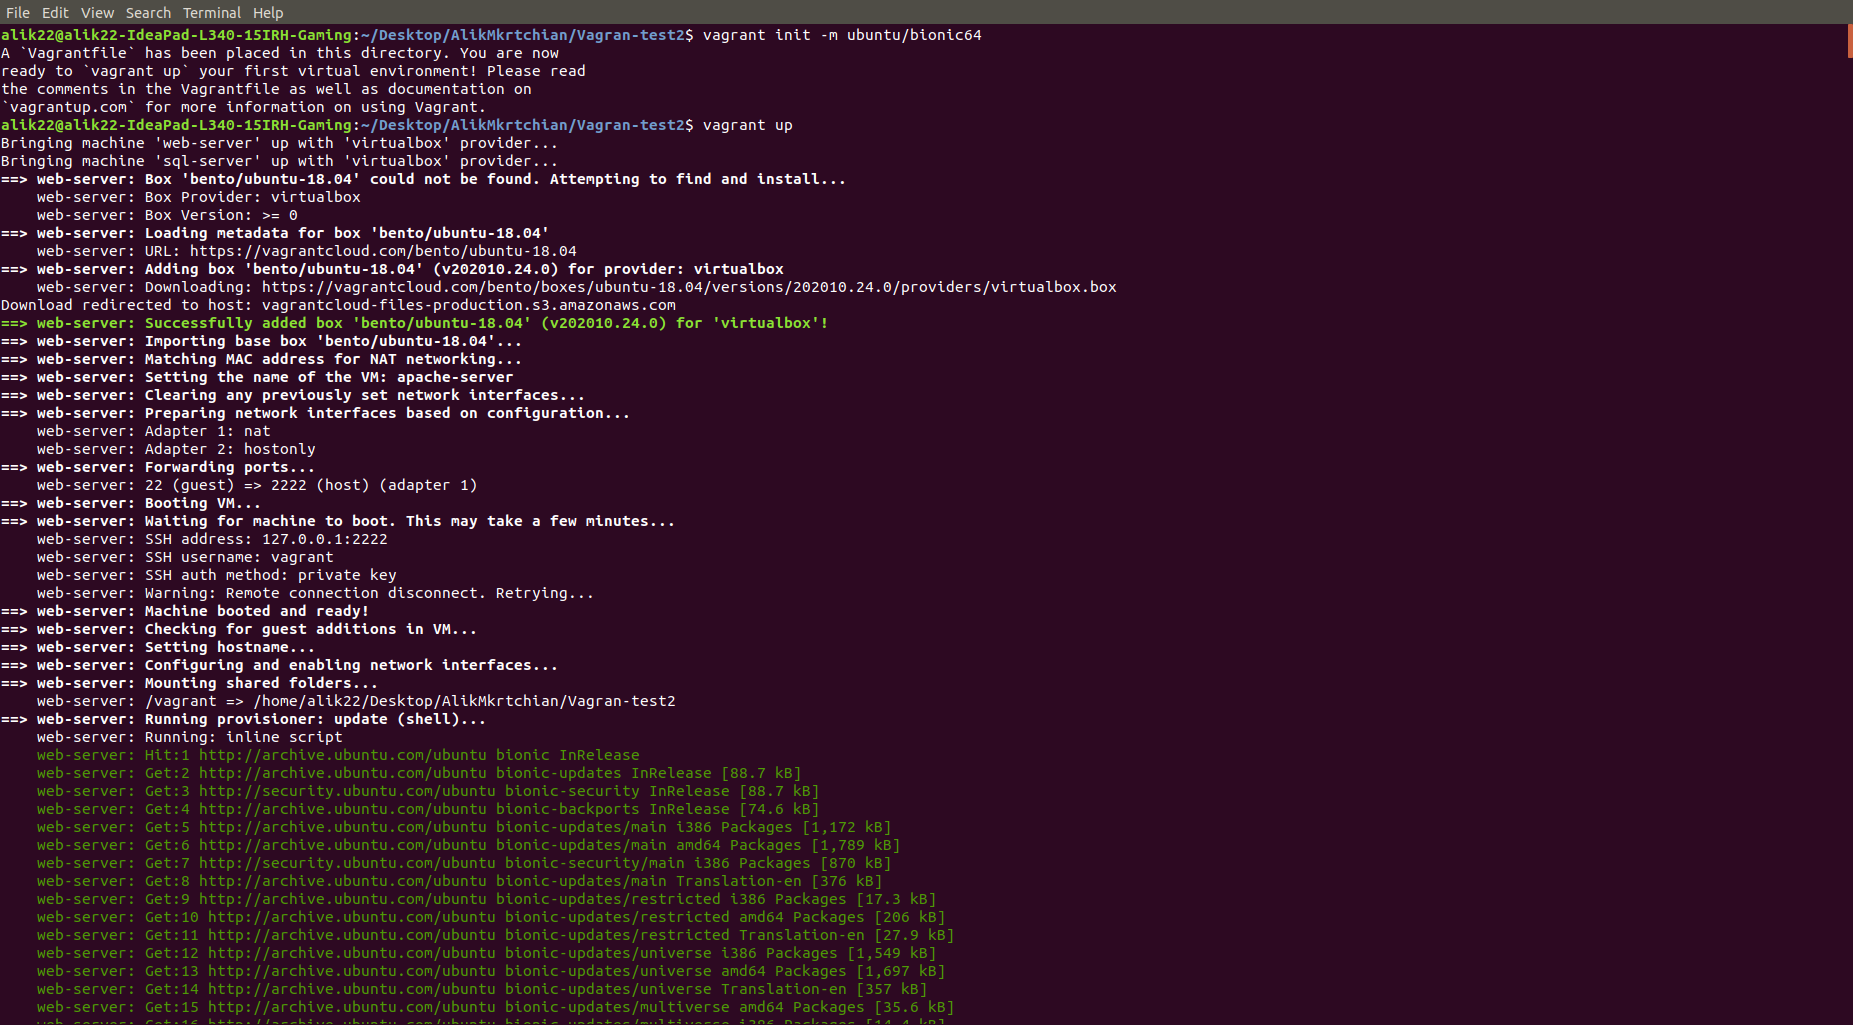 File Edit View Search Terminal Help
alik22@alik22-IdeaPad-L340-15IRH-Gaming:~/Desktop/AlikMkrtchian/Vagran-test2$ vagrant init -m ubuntu/bionic64
A `Vagrantfile` has been placed in this directory. You are now
ready to `vagrant up` your first virtual environment! Please read
the comments in the Vagrantfile as well as documentation on
`vagrantup.com` for more information on using Vagrant.
alik22@alik22-IdeaPad-L340-15IRH-Gaming:~/Desktop/AlikMkrtchian/Vagran-test2$ vagrant up
Bringing machine 'web-server' up with 'virtualbox' provider...
Bringing machine 'sql-server' up with 'virtualbox' provider...
==> web-server: Box 'bento/ubuntu-18.04' could not be found. Attempting to find and install...
    web-server: Box Provider: virtualbox
    web-server: Box Version: >= 0
==> web-server: Loading metadata for box 'bento/ubuntu-18.04'
    web-server: URL: https://vagrantcloud.com/bento/ubuntu-18.04
==> web-server: Adding box 'bento/ubuntu-18.04' (v202010.24.0) for provider: virtualbox
    web-server: Downloading: https://vagrantcloud.com/bento/boxes/ubuntu-18.04/versions/202010.24.0/providers/virtualbox.box
Download redirected to host: vagrantcloud-files-production.s3.amazonaws.com
==> web-server: Successfully added box 'bento/ubuntu-18.04' (v202010.24.0) for 'virtualbox'!
==> web-server: Importing base box 'bento/ubuntu-18.04'...
==> web-server: Matching MAC address for NAT networking...
==> web-server: Setting the name of the VM: apache-server
==> web-server: Clearing any previously set network interfaces...
==> web-server: Preparing network interfaces based on configuration...
    web-server: Adapter 1: nat
    web-server: Adapter 2: hostonly
==> web-server: Forwarding ports...
    web-server: 22 (guest) => 2222 (host) (adapter 1)
==> web-server: Booting VM...
==> web-server: Waiting for machine to boot. This may take a few minutes...
    web-server: SSH address: 127.0.0.1:2222
    web-server: SSH username: vagrant
    web-server: SSH auth method: private key
    web-server: Warning: Remote connection disconnect. Retrying...
==> web-server: Machine booted and ready!
==> web-server: Checking for guest additions in VM...
==> web-server: Setting hostname...
==> web-server: Configuring and enabling network interfaces...
==> web-server: Mounting shared folders...
    web-server: /vagrant => /home/alik22/Desktop/AlikMkrtchian/Vagran-test2
==> web-server: Running provisioner: update (shell)...
    web-server: Running: inline script
    web-server: Hit:1 http://archive.ubuntu.com/ubuntu bionic InRelease
    web-server: Get:2 http://archive.ubuntu.com/ubuntu bionic-updates InRelease [88.7 kB]
    web-server: Get:3 http://security.ubuntu.com/ubuntu bionic-security InRelease [88.7 kB]
    web-server: Get:4 http://archive.ubuntu.com/ubuntu bionic-backports InRelease [74.6 kB]
    web-server: Get:5 http://archive.ubuntu.com/ubuntu bionic-updates/main i386 Packages [1,172 kB]
    web-server: Get:6 http://archive.ubuntu.com/ubuntu bionic-updates/main amd64 Packages [1,789 kB]
    web-server: Get:7 http://security.ubuntu.com/ubuntu bionic-security/main i386 Packages [870 kB]
    web-server: Get:8 http://archive.ubuntu.com/ubuntu bionic-updates/main Translation-en [376 kB]
    web-server: Get:9 http://archive.ubuntu.com/ubuntu bionic-updates/restricted i386 Packages [17.3 kB]
    web-server: Get:10 http://archive.ubuntu.com/ubuntu bionic-updates/restricted amd64 Packages [206 kB]
    web-server: Get:11 http://archive.ubuntu.com/ubuntu bionic-updates/restricted Translation-en [27.9 kB]
    web-server: Get:12 http://archive.ubuntu.com/ubuntu bionic-updates/universe i386 Packages [1,549 kB]
    web-server: Get:13 http://archive.ubuntu.com/ubuntu bionic-updates/universe amd64 Packages [1,697 kB]
    web-server: Get:14 http://archive.ubuntu.com/ubuntu bionic-updates/universe Translation-en [357 kB]
    web-server: Get:15 http://archive.ubuntu.com/ubuntu bionic-updates/multiverse amd64 Packages [35.6 kB]
    web-server: Get:16 http://archive.ubuntu.com/ubuntu bionic-updates/multiverse i386 Packages [14.4 kB]